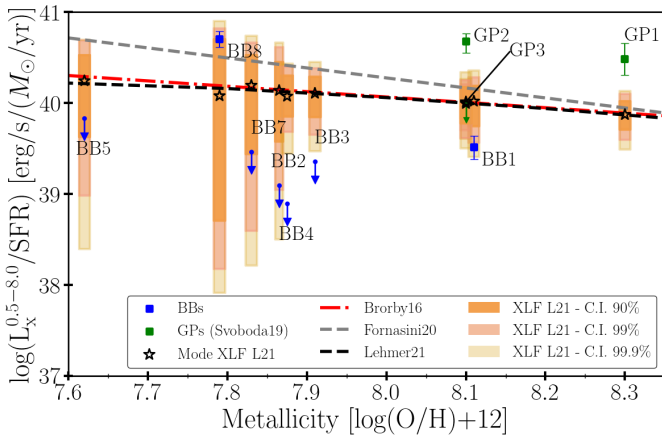 41
40
39
38
37
log(L_x^{0.5−8.0}/SFR) [erg/s/(M_⊙/yr)]
GP2
GP1
BB8
GP3
BB7
BB3
BB5
BB2
BB1
BB4
BBs
GPs (Svoboda19)
Mode XLF L21
Brorby16
Fornasini20
Lehmer21
XLF L21 - C.I. 90%
XLF L21 - C.I. 99%
XLF L21 - C.I. 99.9%
7.6 7.7 7.8 7.9 8.0 8.1 8.2 8.3
Metallicity [log(O/H)+12]